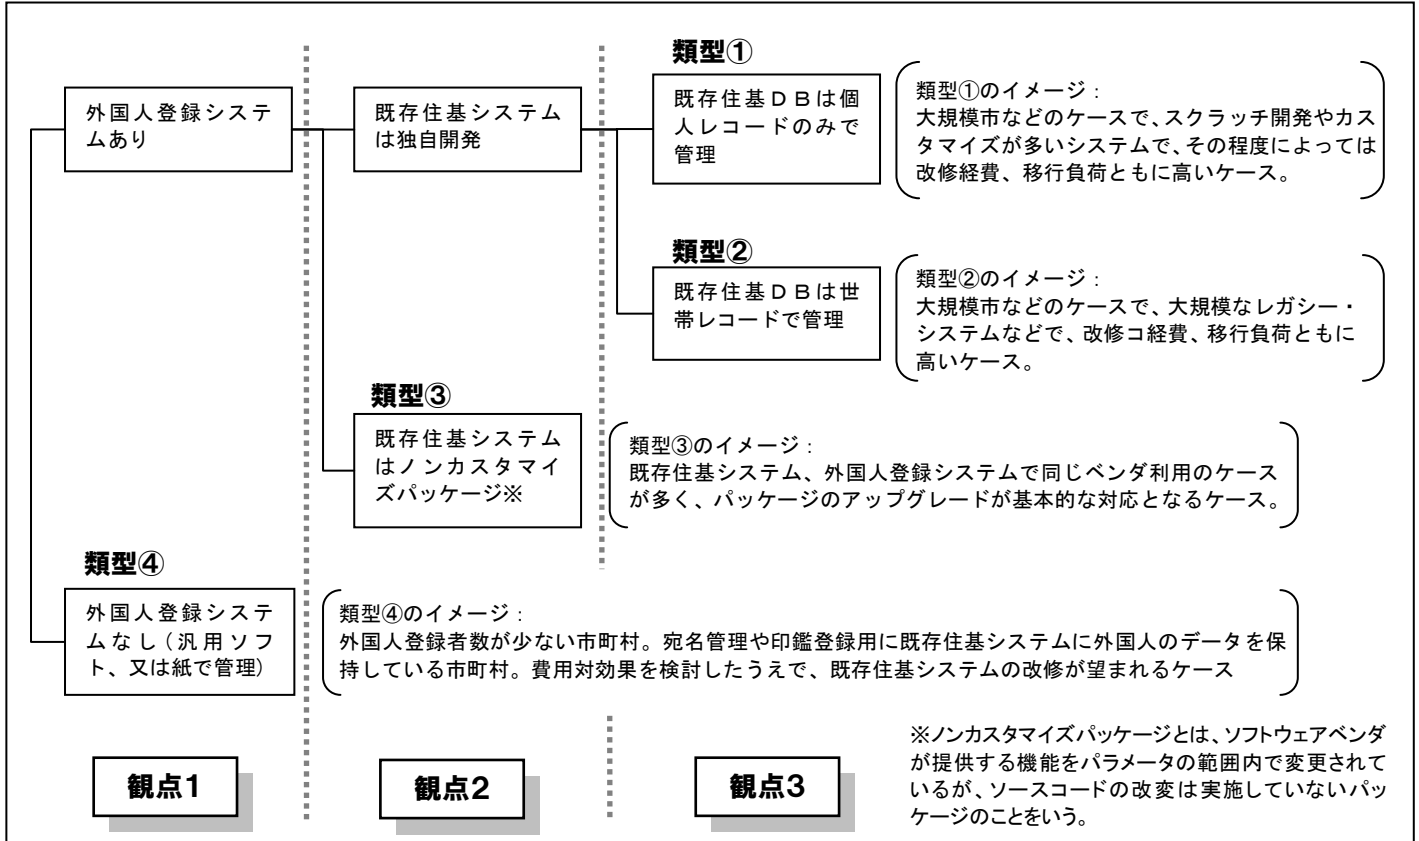 類型①
外国人登録システ
ムあり
既存住基システム
は独自開発
既存住基ＤＢは個
人レコードのみで
管理
類型①のイメージ：
大規模市などのケースで、スクラッチ開発やカス
タマイズが多いシステムで、その程度によっては
改修経費、移行負荷ともに高いケース。
類型②
既存住基ＤＢは世
帯レコードで管理
類型②のイメージ：
大規模市などのケースで、大規模なレガシー・
システムなどで、改修コ経費、移行負荷ともに
高いケース。
類型③
既存住基システム
はノンカスタマイ
ズパッケージ※
類型③のイメージ：
既存住基システム、外国人登録システムで同じベンダ利用のケース
が多く、パッケージのアップグレードが基本的な対応となるケース。
類型④
外国人登録システ
ムなし（汎用ソフ
ト、又は紙で管理）
類型④のイメージ：
外国人登録者数が少ない市町村。宛名管理や印鑑登録用に既存住基システムに外国人のデータを保
持している市町村。費用対効果を検討したうえで、既存住基システムの改修が望まれるケース
観点1
観点2
観点3
※ノンカスタマイズパッケージとは、ソフトウェアベンダ
が提供する機能をパラメータの範囲内で変更されて
いるが、ソースコードの改変は実施していないパッ
ケージのことをいう。